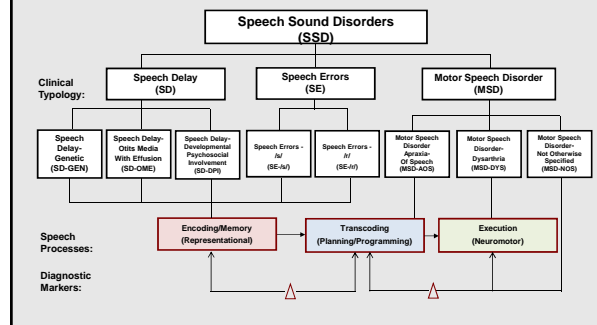 Speech Sound Disorders
(SSD)
Clinical
Typology:
Speech Delay
(SD)
Speech Errors
(SE)
Motor Speech Disorder
(MSD)
Speech
Delay-
Genetic
(SD-GEN)
Speech Delay-
Otits Media
With Effusion
(SD-OME)
Speech Delay-
Developmental
Psychosocial
Involvement
(SD-DPI)
Speech Errors -
/s/
(SE-/s/)
Speech Errors -
/r/
(SE-/r/)
Motor Speech
Disorder
Apraxia-
Of Speech
(MSD-AOS)
Motor Speech
Disorder-
Dysarthria
(MSD-DYS)
Motor Speech
Disorder-
Not Otherwise
Specified
(MSD-NOS)
Speech
Processes:
Encoding/Memory
(Representational)
Transcoding
(Planning/Programming)
Execution
(Neuromotor)
Diagnostic
Markers: